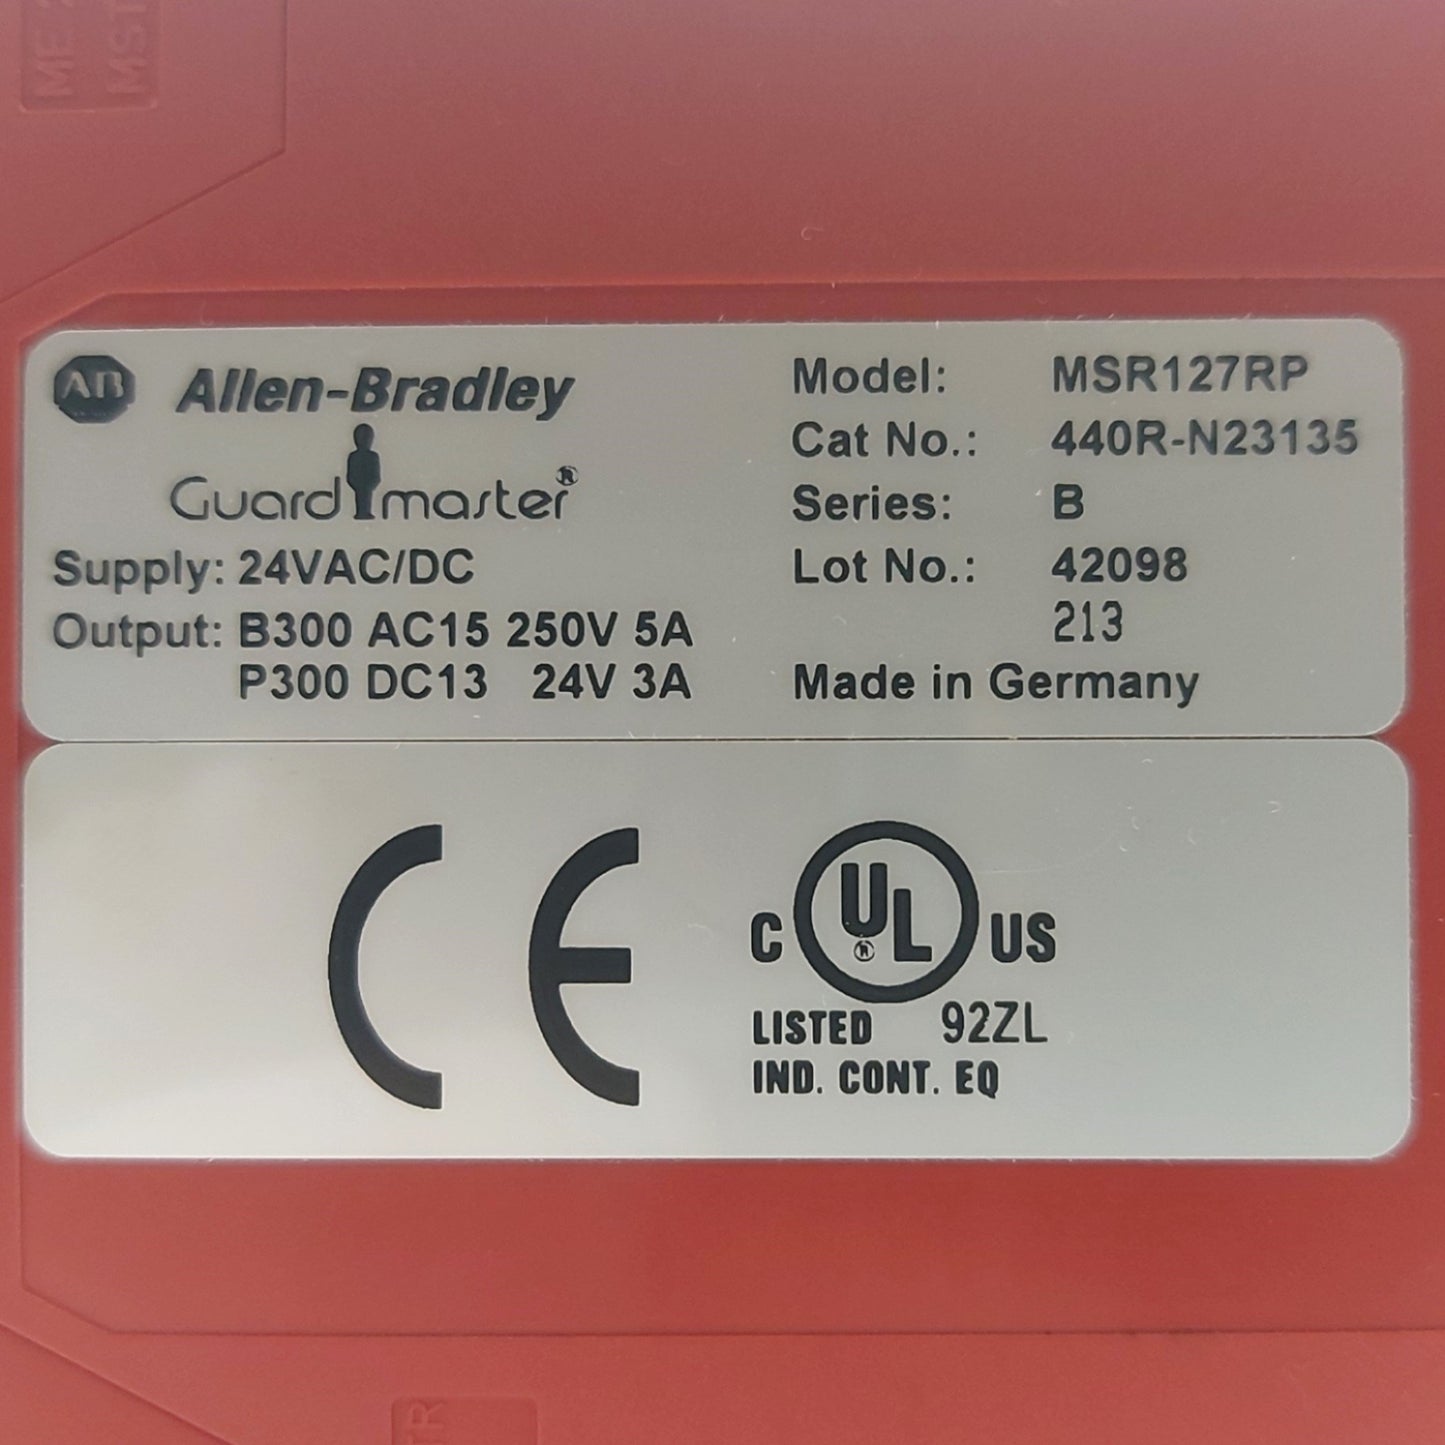 AB Allen-Bradley
Guardmaster®
Supply: 24VAC/DC
Output: B300 AC15 250V 5A
P300 DC13 24V 3A
Model: MSR127RP
Cat No.: 440R-N23135
Series: B
Lot No.: 42098
213
Made in Germany
CE
C UL® US
LISTED 92ZL
IND. CONT. EQ